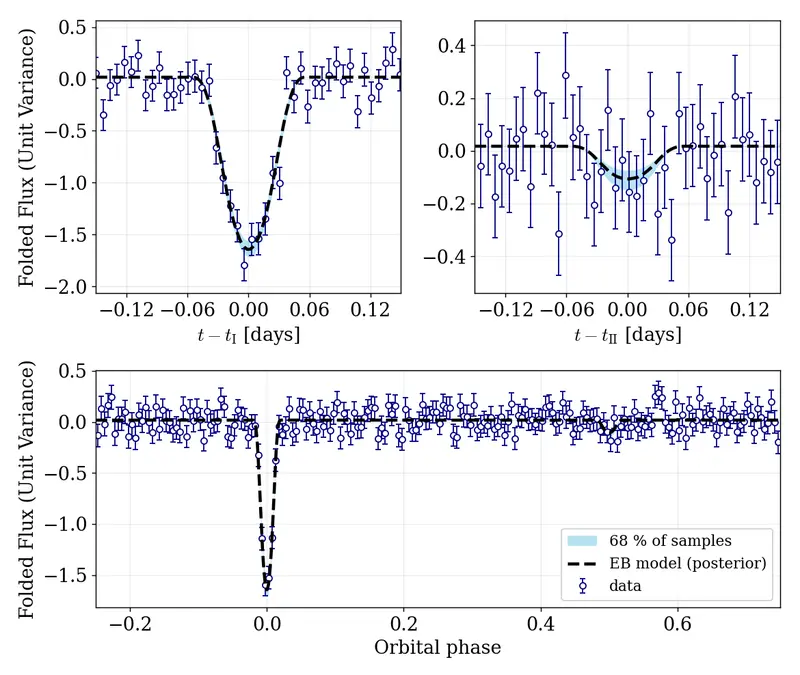 Folded Flux (Unit Variance)
0.5
0.0
−0.5
−1.0
−1.5
−2.0
−0.12 −0.06 0.00 0.06 0.12
t − tI [days]
0.4
0.2
0.0
−0.2
−0.4
−0.12 −0.06 0.00 0.06 0.12
t − tII [days]
Folded Flux (Unit Variance)
0.5
0.0
−0.5
−1.0
−1.5
68 % of samples
EB model (posterior)
data
−0.2 0.0 0.2 0.4 0.6
Orbital phase